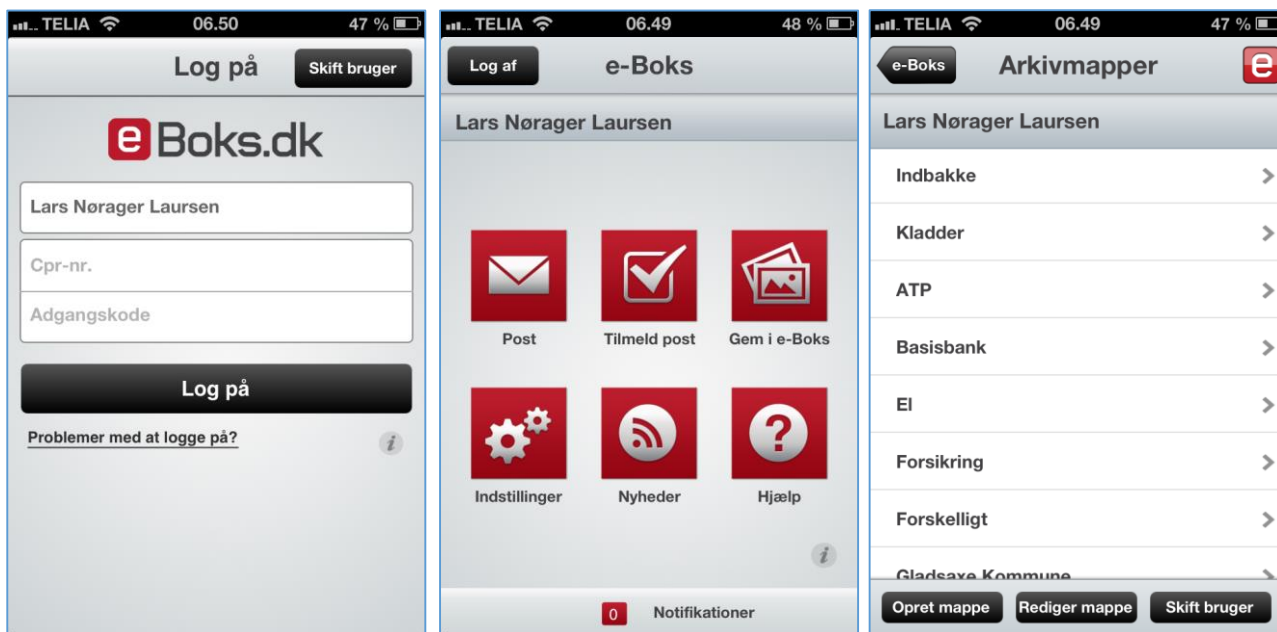 TELIA 06.50 47 %
Log på Skift bruger
e Boks.dk
Lars Nørager Laursen
Cpr-nr.
Adgangskode
Log på
Problemer med at logge på?
i
TELIA 06.49 48 %
Log af e-Boks
Lars Nørager Laursen
Post Tilmeld post Gem i e-Boks
?
Indstillinger Nyheder Hjælp
i
0 Notifikationer
TELIA 06.49 47 %
e-Boks Arkivmapper e
Lars Nørager Laursen
Indbakke
Kladder
ATP
Basisbank
El
Forsikring
Forskelligt
Gladsaxe Kommune
Opret mappe Rediger mappe Skift bruger